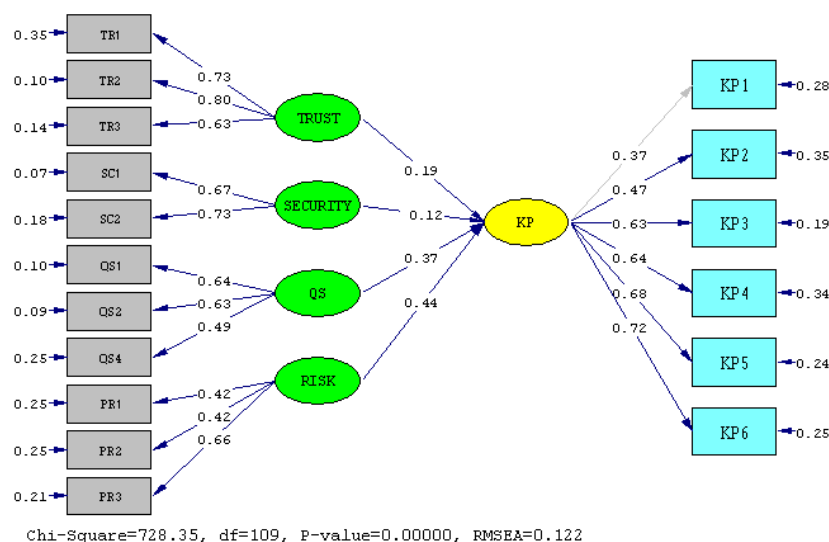 0.35 TR1
0.10 TR2
0.14 TR3
0.07 SC1
0.18 SC2
0.10 QS1
0.09 QS2
0.25 QS4
0.25 PR1
0.25 PR2
0.21 PR3
0.73
0.80
0.63
0.67
0.73
0.64
0.63
0.49
0.42
0.42
0.66
TRUST
SECURITY
QS
RISK
0.19
0.12
0.37
0.44
KP
0.37
0.47
0.63
0.64
0.68
0.72
KP1 0.28
KP2 0.35
KP3 0.19
KP4 0.34
KP5 0.24
KP6 0.25
Chi-Square=728.35, df=109, P-value=0.00000, RMSEA=0.122